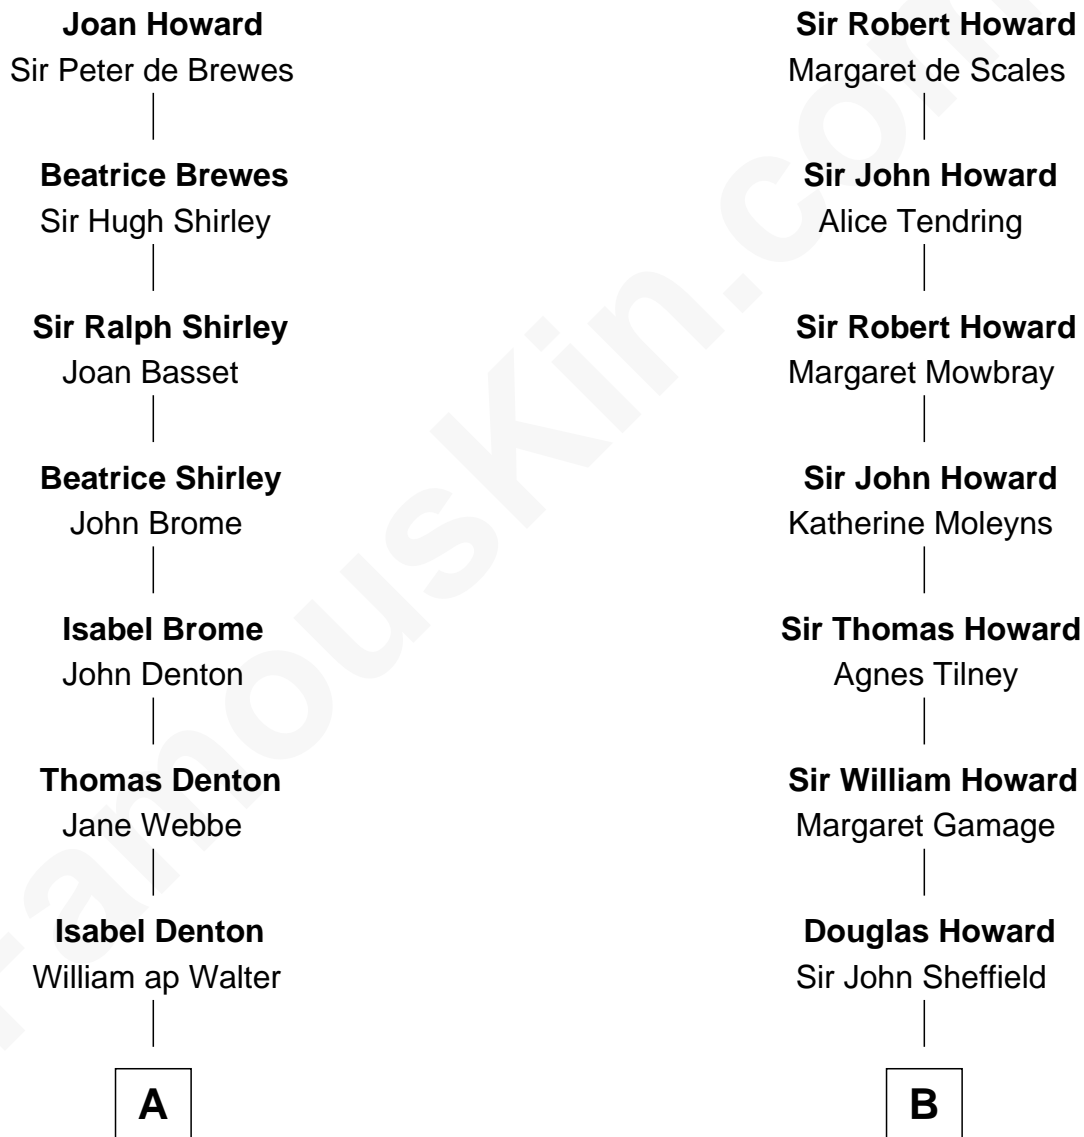 Joan Howard
Sir Peter de Brewes
Beatrice Brewes
Sir Hugh Shirley
Sir Ralph Shirley
Joan Basset
Beatrice Shirley
John Brome
Isabel Brome
John Denton
Thomas Denton
Jane Webbe
Isabel Denton
William ap Walter
A
Sir Robert Howard
Margaret de Scales
Sir John Howard
Alice Tendring
Sir Robert Howard
Margaret Mowbray
Sir John Howard
Katherine Moleyns
Sir Thomas Howard
Agnes Tilney
Sir William Howard
Margaret Gamage
Douglas Howard
Sir John Sheffield
B
FamousKin.com